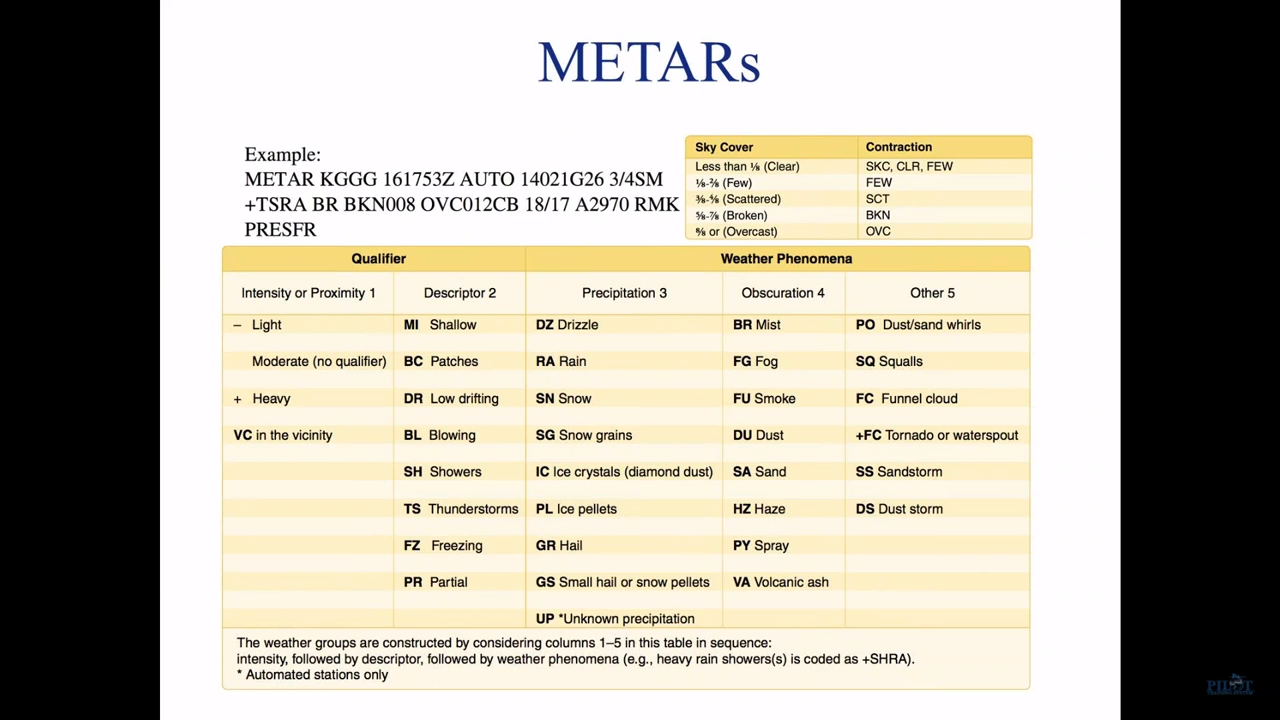 METARs
Example:
METAR KGGG 161753Z AUTO 14021G26 3/4SM
+TSRA BR BKN008 OVC012CB 18/17 A2970 RMK
PRESFR
Sky Cover Contraction
Less than ⅛ (Clear) SKC, CLR, FEW
⅛-⅞ (Few) FEW
⅜-⅝ (Scattered) SCT
⅝-⅞ (Broken) BKN
8/8 or (Overcast) OVC
Qualifier Weather Phenomena
Intensity or Proximity 1 Descriptor 2 Precipitation 3 Obscuration 4 Other 5
– Light MI Shallow DZ Drizzle BR Mist PO Dust/sand whirls
Moderate (no qualifier) BC Patches RA Rain FG Fog SQ Squalls
+ Heavy DR Low drifting SN Snow FU Smoke FC Funnel cloud
VC in the vicinity BL Blowing SG Snow grains DU Dust +FC Tornado or waterspout
SH Showers IC Ice crystals (diamond dust) SA Sand SS Sandstorm
TS Thunderstorms PL Ice pellets HZ Haze DS Dust storm
FZ Freezing GR Hail PY Spray
PR Partial GS Small hail or snow pellets VA Volcanic ash
UP *Unknown precipitation
The weather groups are constructed by considering columns 1–5 in this table in sequence:
intensity, followed by descriptor, followed by weather phenomena (e.g., heavy rain showers(s) is coded as +SHRA).
* Automated stations only
PILOT